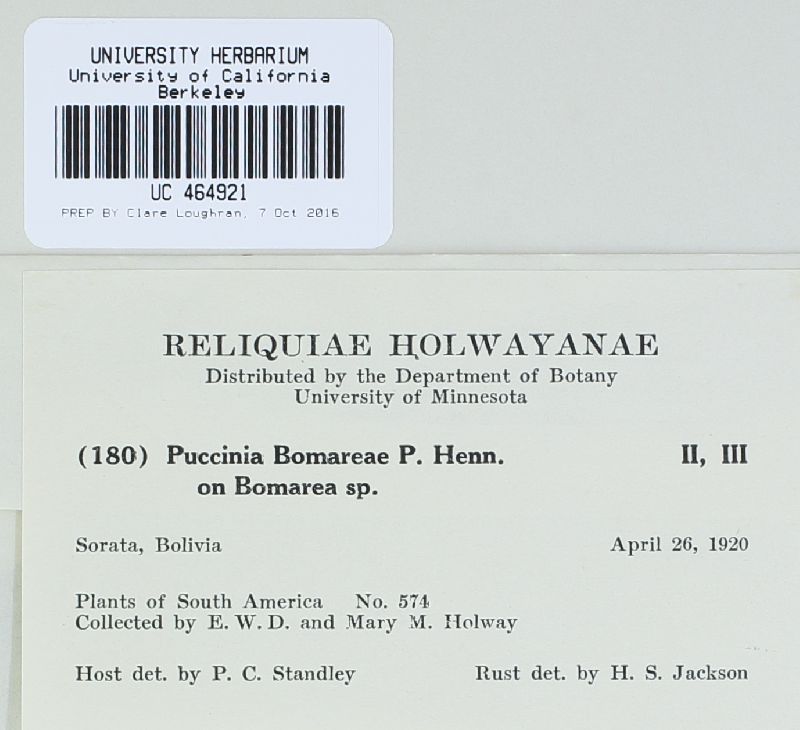 UNIVERSITY HERBARIUM
University of California
Berkeley
UC 464921
PREP BY Clare Loughran, 7 Oct 2016
RELIQUIAE HOLWAYANAE
Distributed by the Department of Botany
University of Minnesota
(180) Puccinia Bomareae P. Henn. II, III
on Bomarea sp.
Sorata, Bolivia April 26, 1920
Plants of South America No. 574
Collected by E. W. D. and Mary M. Holway
Host det. by P. C. Standley Rust det. by H. S. Jackson